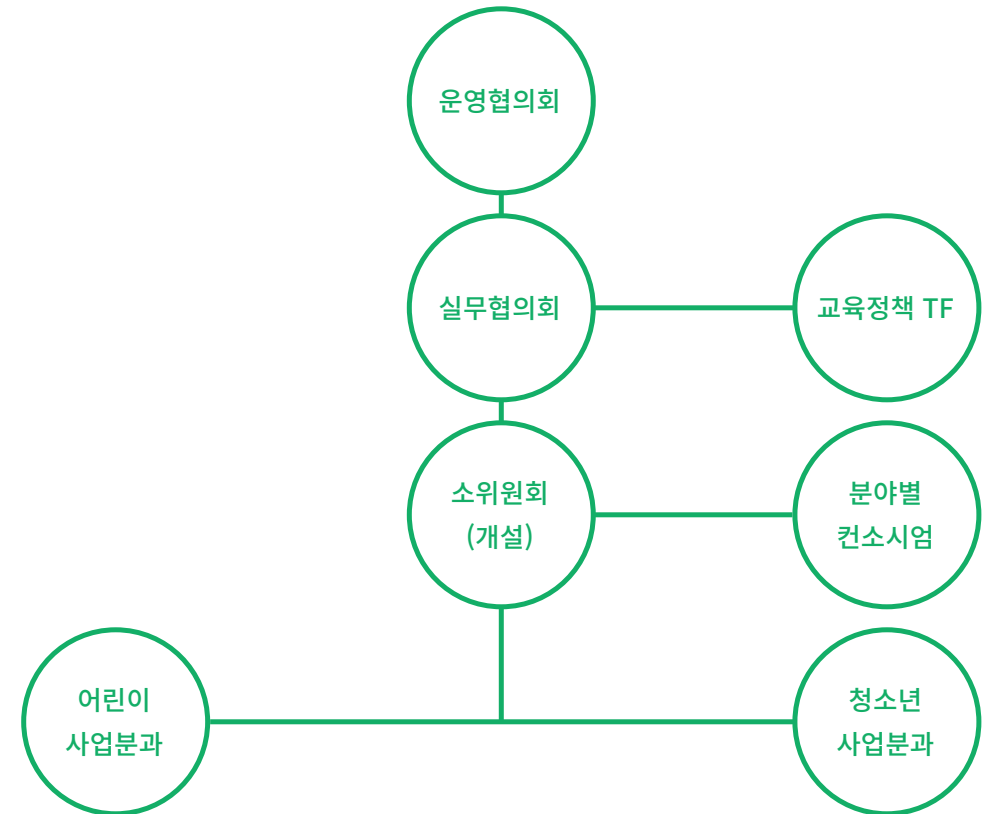 운영협의회
실무협의회
교육정책 TF
소위원회
(개설)
분야별
컨소시엄
어린이
사업분과
청소년
사업분과